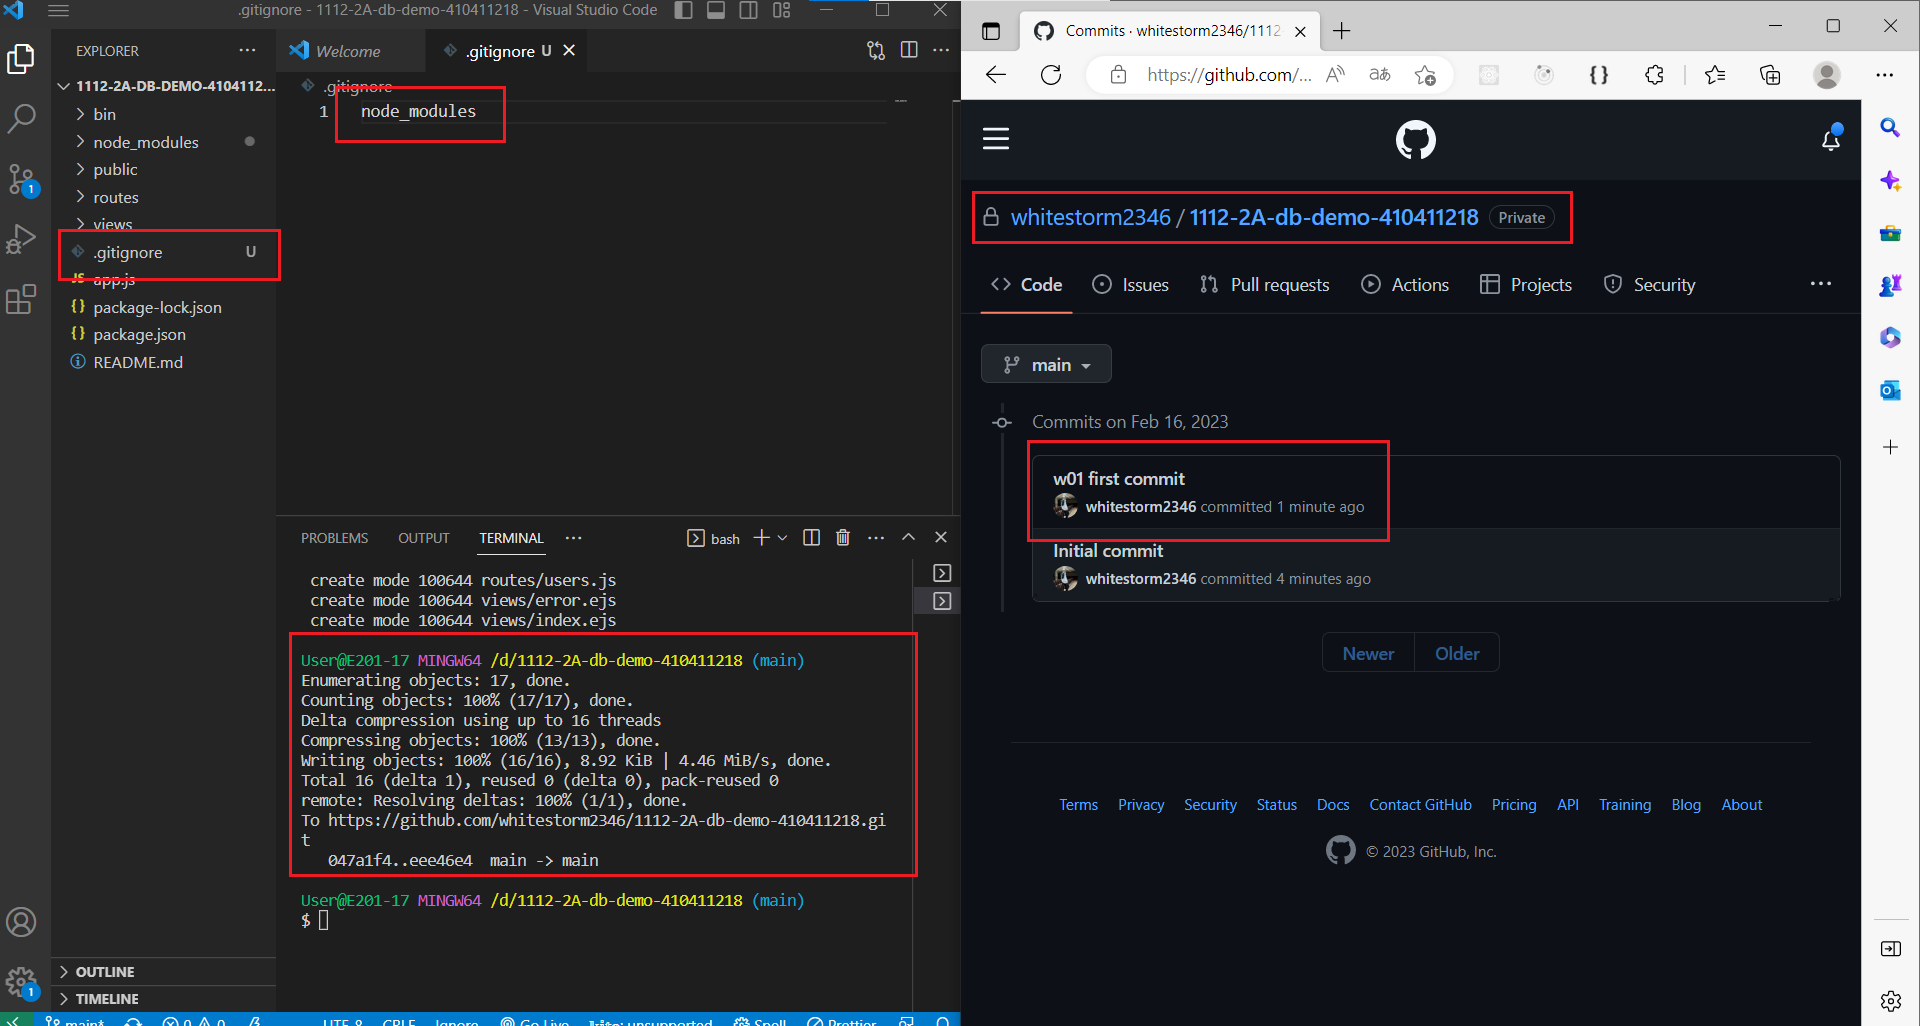 .gitignore - 1112-2A-db-demo-410411218 - Visual Studio Code
EXPLORER
1112-2A-DB-DEMO-4104112...
bin
node_modules
public
routes
views
.gitignore U
JS app.js
{} package-lock.json
{} package.json
README.md
OUTLINE
TIMELINE
1
1
Welcome
.gitignore U
.gitignore
1 node_modules
PROBLEMS OUTPUT TERMINAL ... bash
create mode 100644 routes/users.js
create mode 100644 views/error.ejs
create mode 100644 views/index.ejs
User@E201-17 MINGW64 /d/1112-2A-db-demo-410411218 (main)
Enumerating objects: 17, done.
Counting objects: 100% (17/17), done.
Delta compression using up to 16 threads
Compressing objects: 100% (13/13), done.
Writing objects: 100% (16/16), 8.92 KiB | 4.46 MiB/s, done.
Total 16 (delta 1), reused 0 (delta 0), pack-reused 0
remote: Resolving deltas: 100% (1/1), done.
To https://github.com/whitestorm2346/1112-2A-db-demo-410411218.gi
t
047a1f4..eee46e4 main -> main
User@E201-17 MINGW64 /d/1112-2A-db-demo-410411218 (main)
$
main* 0 0 UTF-8 CRLF Ignore Go Live kite: unsupported Spell Prettier
Commits · whitestorm2346/1112-
https://github.com/...
whitestorm2346 / 1112-2A-db-demo-410411218 Private
Code Issues Pull requests Actions Projects Security ...
main
Commits on Feb 16, 2023
w01 first commit
whitestorm2346 committed 1 minute ago
Initial commit
whitestorm2346 committed 4 minutes ago
Newer Older
Terms Privacy Security Status Docs Contact GitHub Pricing API Training Blog About
© 2023 GitHub, Inc.